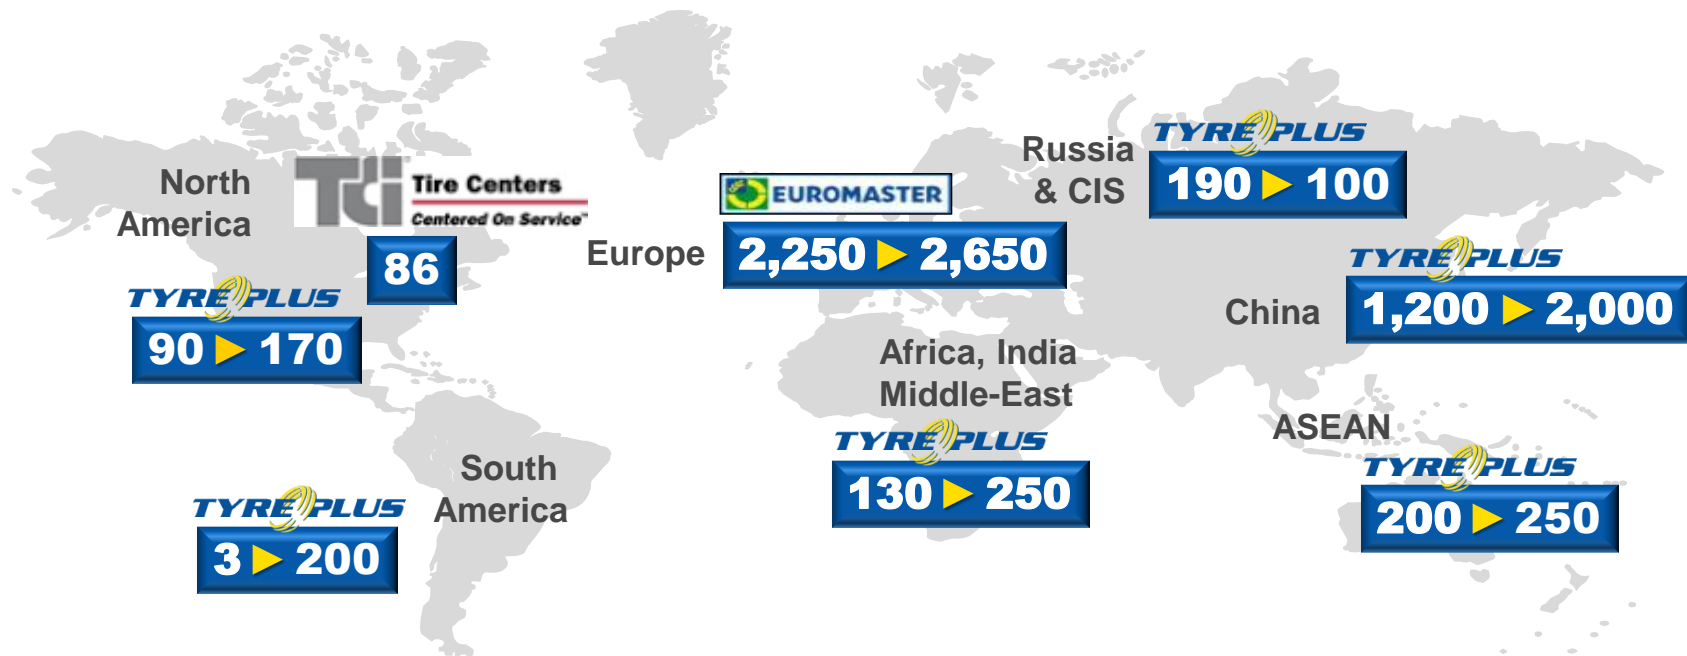 North
America
TCi
Tire Centers
Centered On Service™
86
TYREPLUS
90 ► 170
South
America
TYREPLUS
3 ► 200
EUROMASTER
Europe
2,250 ► 2,650
Russia
& CIS
TYREPLUS
190 ► 100
TYREPLUS
China
1,200 ► 2,000
Africa, India
Middle-East
TYREPLUS
130 ► 250
ASEAN
TYREPLUS
200 ► 250